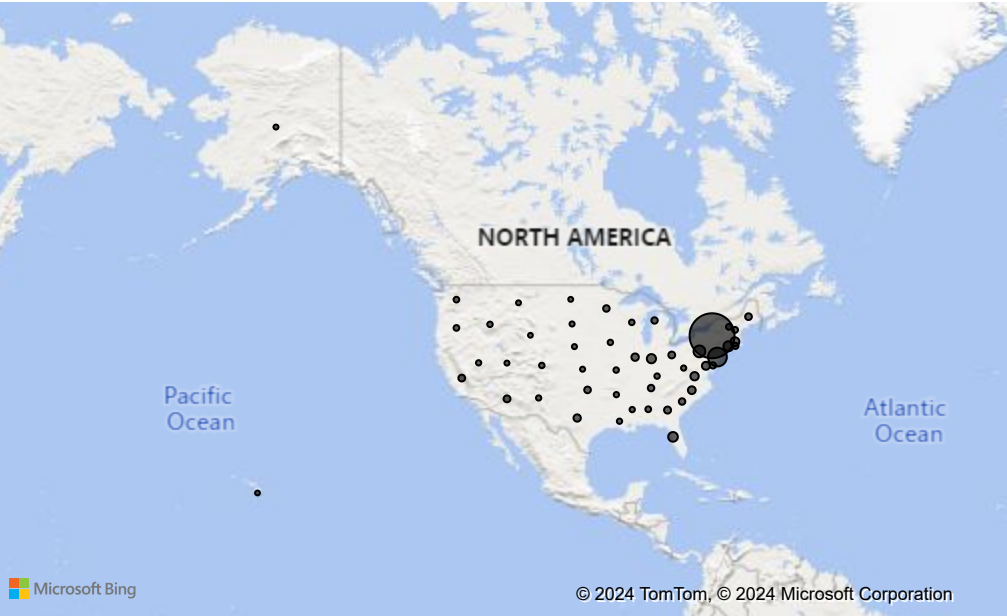 NORTH AMERICA
Pacific
Ocean
Atlantic
Ocean
Microsoft Bing
© 2024 TomTom, © 2024 Microsoft Corporation